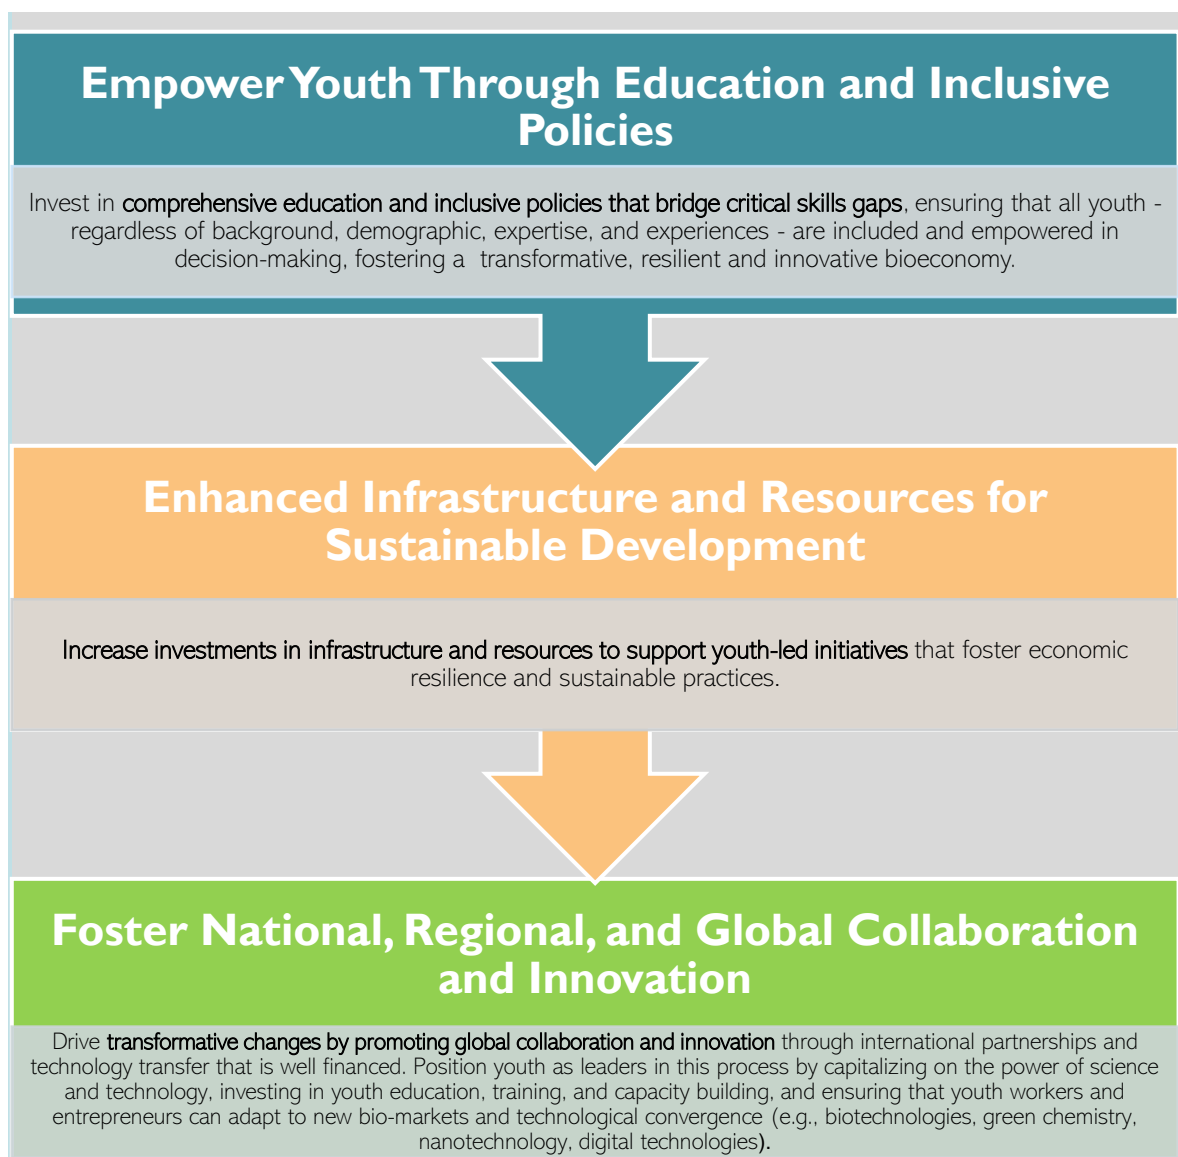 Empower Youth Through Education and Inclusive
Policies
Invest in comprehensive education and inclusive policies that bridge critical skills gaps, ensuring that all youth -
regardless of background, demographic, expertise, and experiences - are included and empowered in
decision-making, fostering a transformative, resilient and innovative bioeconomy.
Enhanced Infrastructure and Resources for
Sustainable Development
Increase investments in infrastructure and resources to support youth-led initiatives that foster economic
resilience and sustainable practices.
Foster National, Regional, and Global Collaboration
and Innovation
Drive transformative changes by promoting global collaboration and innovation through international partnerships and
technology transfer that is well financed. Position youth as leaders in this process by capitalizing on the power of science
and technology, investing in youth education, training, and capacity building, and ensuring that youth workers and
entrepreneurs can adapt to new bio-markets and technological convergence (e.g., biotechnologies, green chemistry,
nanotechnology, digital technologies).